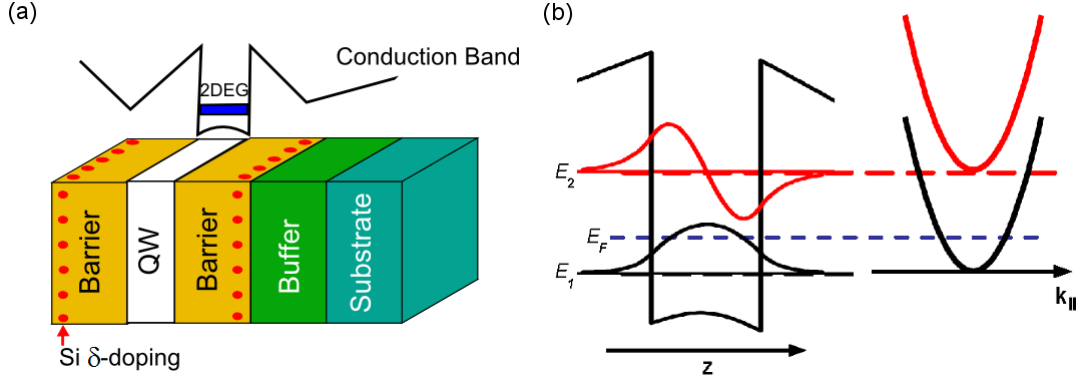 (a)
Conduction Band
2DEG
Barrier
QW
Barrier
Buffer
Substrate
Si δ-doping
(b)
E2
EF
E1
z
k||